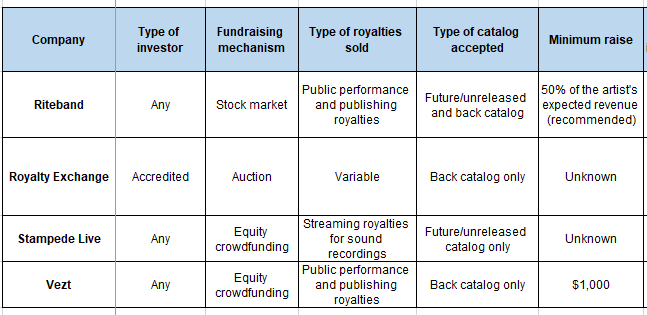 Company
Type of
investor
Fundraising
mechanism
Type of royalties
sold
Type of catalog
accepted
Minimum raise
Riteband
Any
Stock market
Public performance
and publishing
royalties
Future/unreleased
and back catalog
50% of the artist's
expected revenue
(recommended)
Royalty Exchange
Accredited
Auction
Variable
Back catalog only
Unknown
Stampede Live
Any
Equity
crowdfunding
Streaming royalties
for sound
recordings
Future/unreleased
catalog only
Unknown
Vezt
Any
Equity
crowdfunding
Public performance
and publishing
royalties
Back catalog only
$1,000